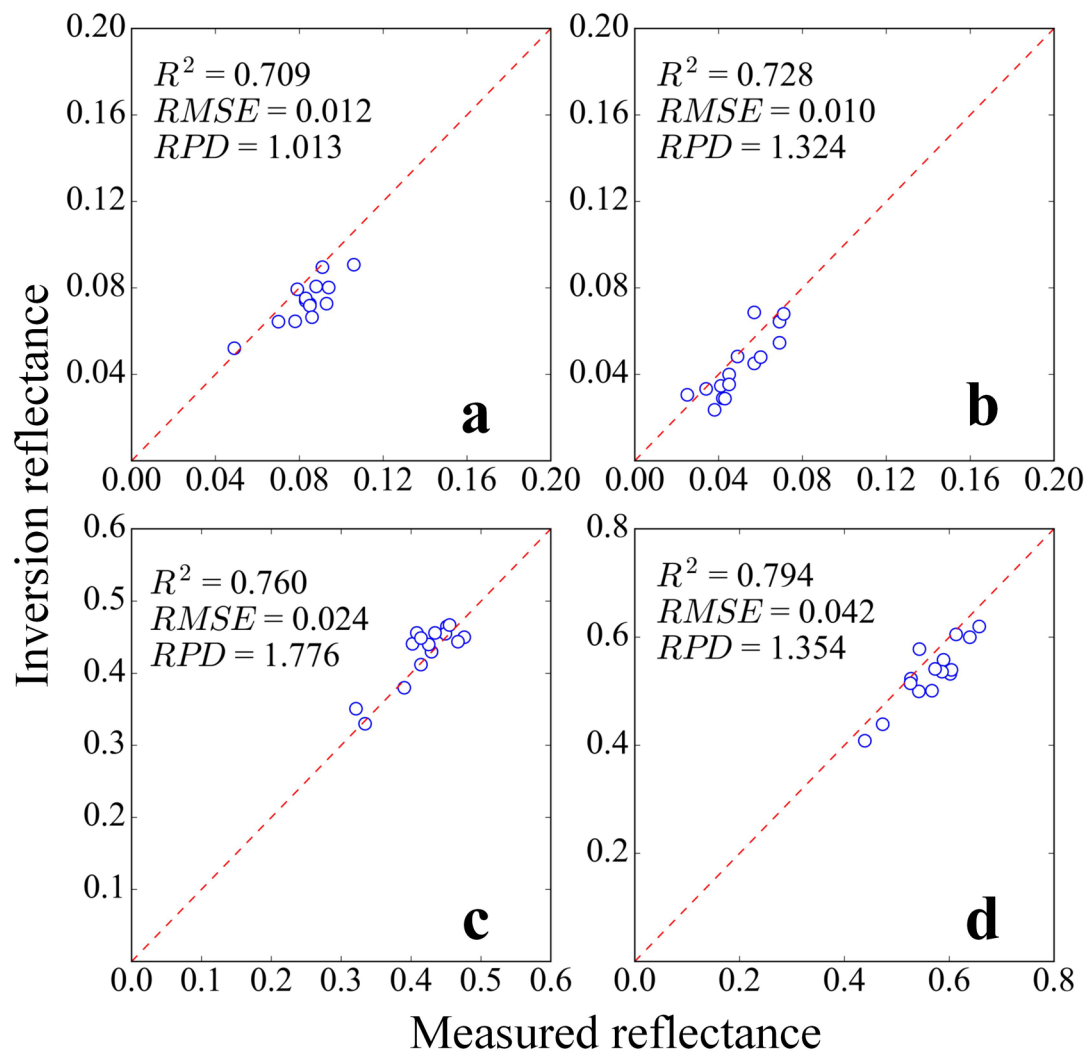 Inversion reflectance
0.20
0.16
0.12
0.08
0.04
R² = 0.709
RMSE = 0.012
RPD = 1.013
a
0.00 0.04 0.08 0.12 0.16 0.20
0.20
0.16
0.12
0.08
0.04
R² = 0.728
RMSE = 0.010
RPD = 1.324
b
0.00 0.04 0.08 0.12 0.16 0.20
0.6
0.5
0.4
0.3
0.2
0.1
R² = 0.760
RMSE = 0.024
RPD = 1.776
c
0.0 0.1 0.2 0.3 0.4 0.5 0.6
0.8
0.6
0.4
0.2
R² = 0.794
RMSE = 0.042
RPD = 1.354
d
0.0 0.2 0.4 0.6 0.8
Measured reflectance